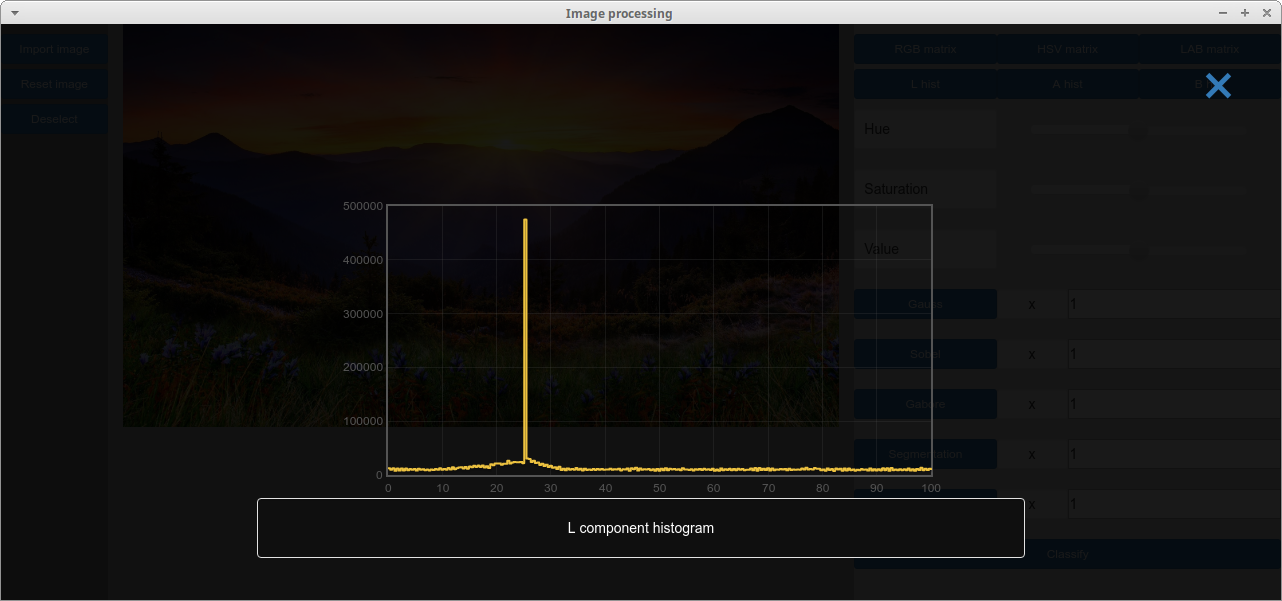 Image processing
Import image
Reset image
Deselect
RGB matrix
HSV matrix
LAB matrix
L hist
A hist
B
Hue
Saturation
Value
Gauss
x
1
Sobel
x
1
Gabore
x
1
Segmentation
x
1
x
1
Classify
500000
400000
300000
200000
100000
0
0 10 20 30 40 50 60 70 80 90 100
L component histogram